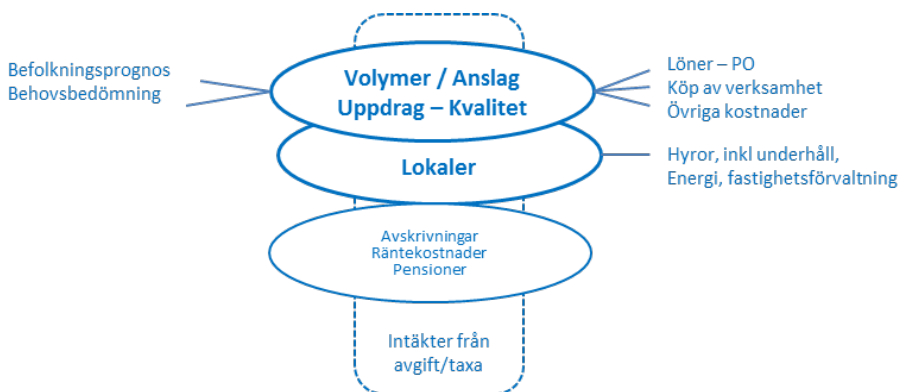 Befolkningsprognos
Behovsbedömning
Volymer / Anslag
Uppdrag – Kvalitet
Löner – PO
Köp av verksamhet
Övriga kostnader
Lokaler
Hyror, inkl underhåll,
Energi, fastighetsförvaltning
Avskrivningar
Räntekostnader
Pensioner
Intäkter från
avgift/taxa